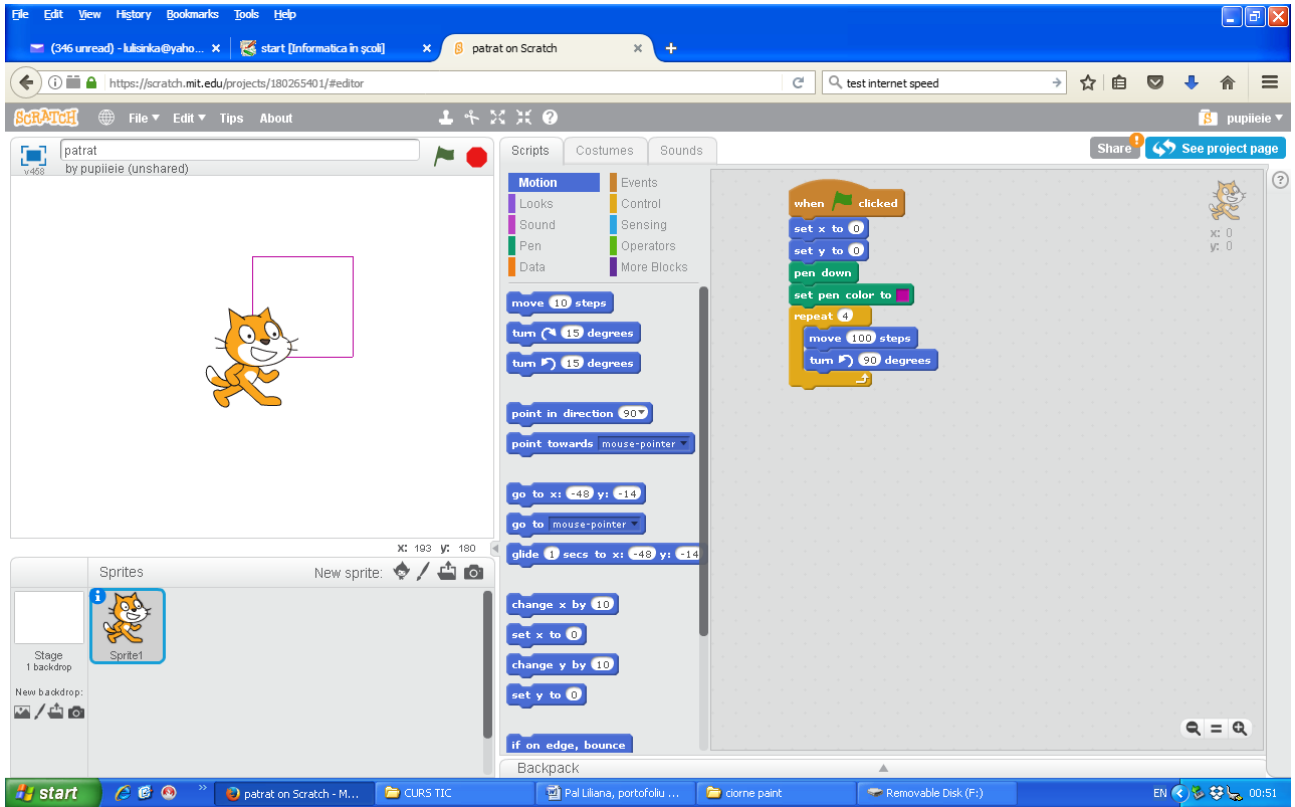 File Edit View History Bookmarks Tools Help
(346 unread) - lulisinka@yaho... X
start [Informatica în școli] X
patrat on Scratch X +
https://scratch.mit.edu/projects/180265401/#editor
test internet speed
SCRATCH File Edit Tips About
pupiieie
patrat
v458
by pupiieie (unshared)
Scripts Costumes Sounds
Share
!
See project page
Motion Events
Looks Control
Sound Sensing
Pen Operators
Data More Blocks
move 10 steps
turn 15 degrees
turn 15 degrees
point in direction 90
point towards mouse-pointer
go to x: -48 y: -14
go to mouse-pointer
glide 1 secs to x: -48 y: -14
change x by 10
set x to 0
change y by 10
set y to 0
if on edge, bounce
when clicked
set x to 0
set y to 0
pen down
set pen color to
repeat 4
move 100 steps
turn 90 degrees
x: 0
y: 0
?
X: 193 y: 180
Sprites New sprite:
Stage
1 backdrop
New backdrop:
i
Sprite1
Backpack
start
patrat on Scratch - M...
CURS TIC
Pal Liliana, portofoliu ...
ciorne paint
Removable Disk (F:)
EN
00:51